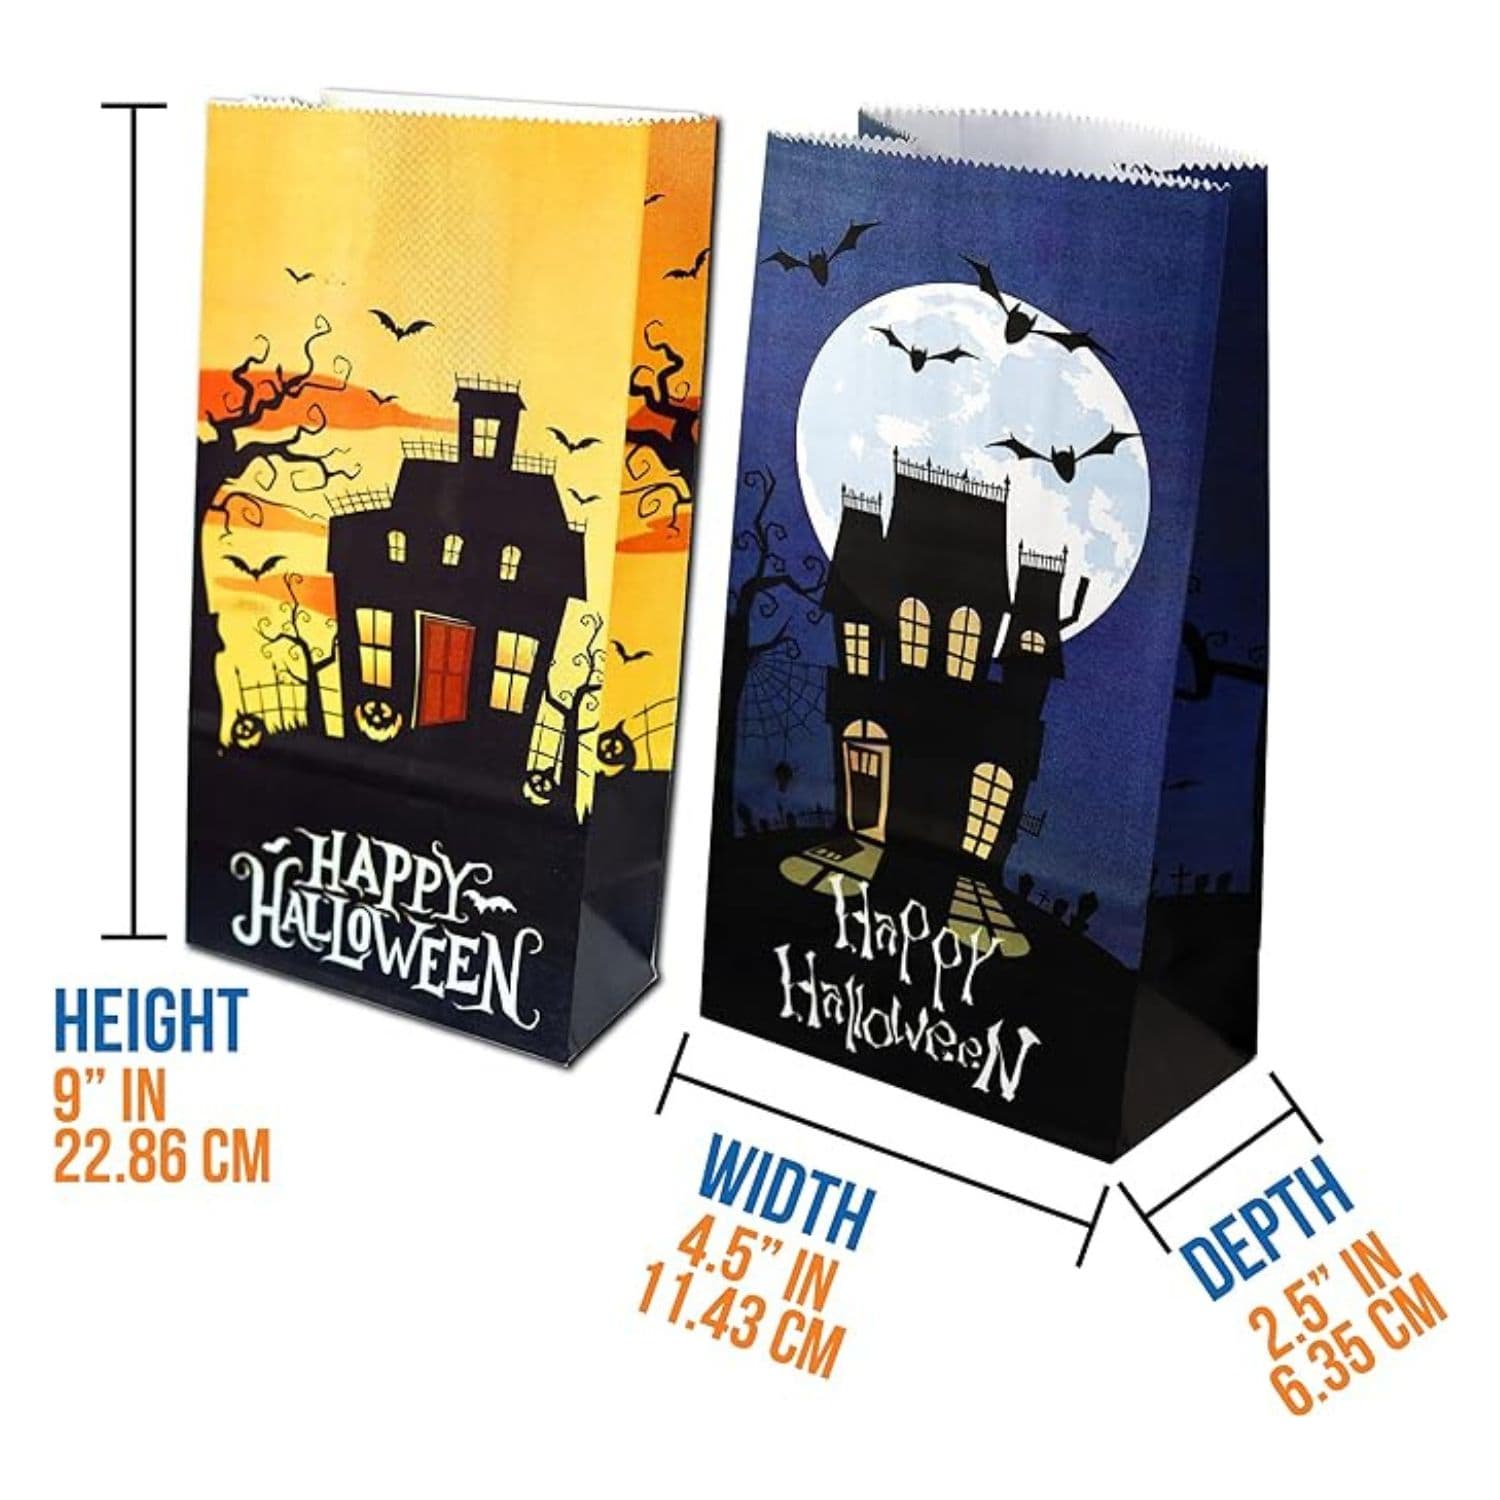 HAPPY
HALLOWEEN
Happy
HalloweeN
HEIGHT
9” IN
22.86 CM
WIDTH
4.5” IN
11.43 CM
DEPTH
2.5” IN
6.35 CM